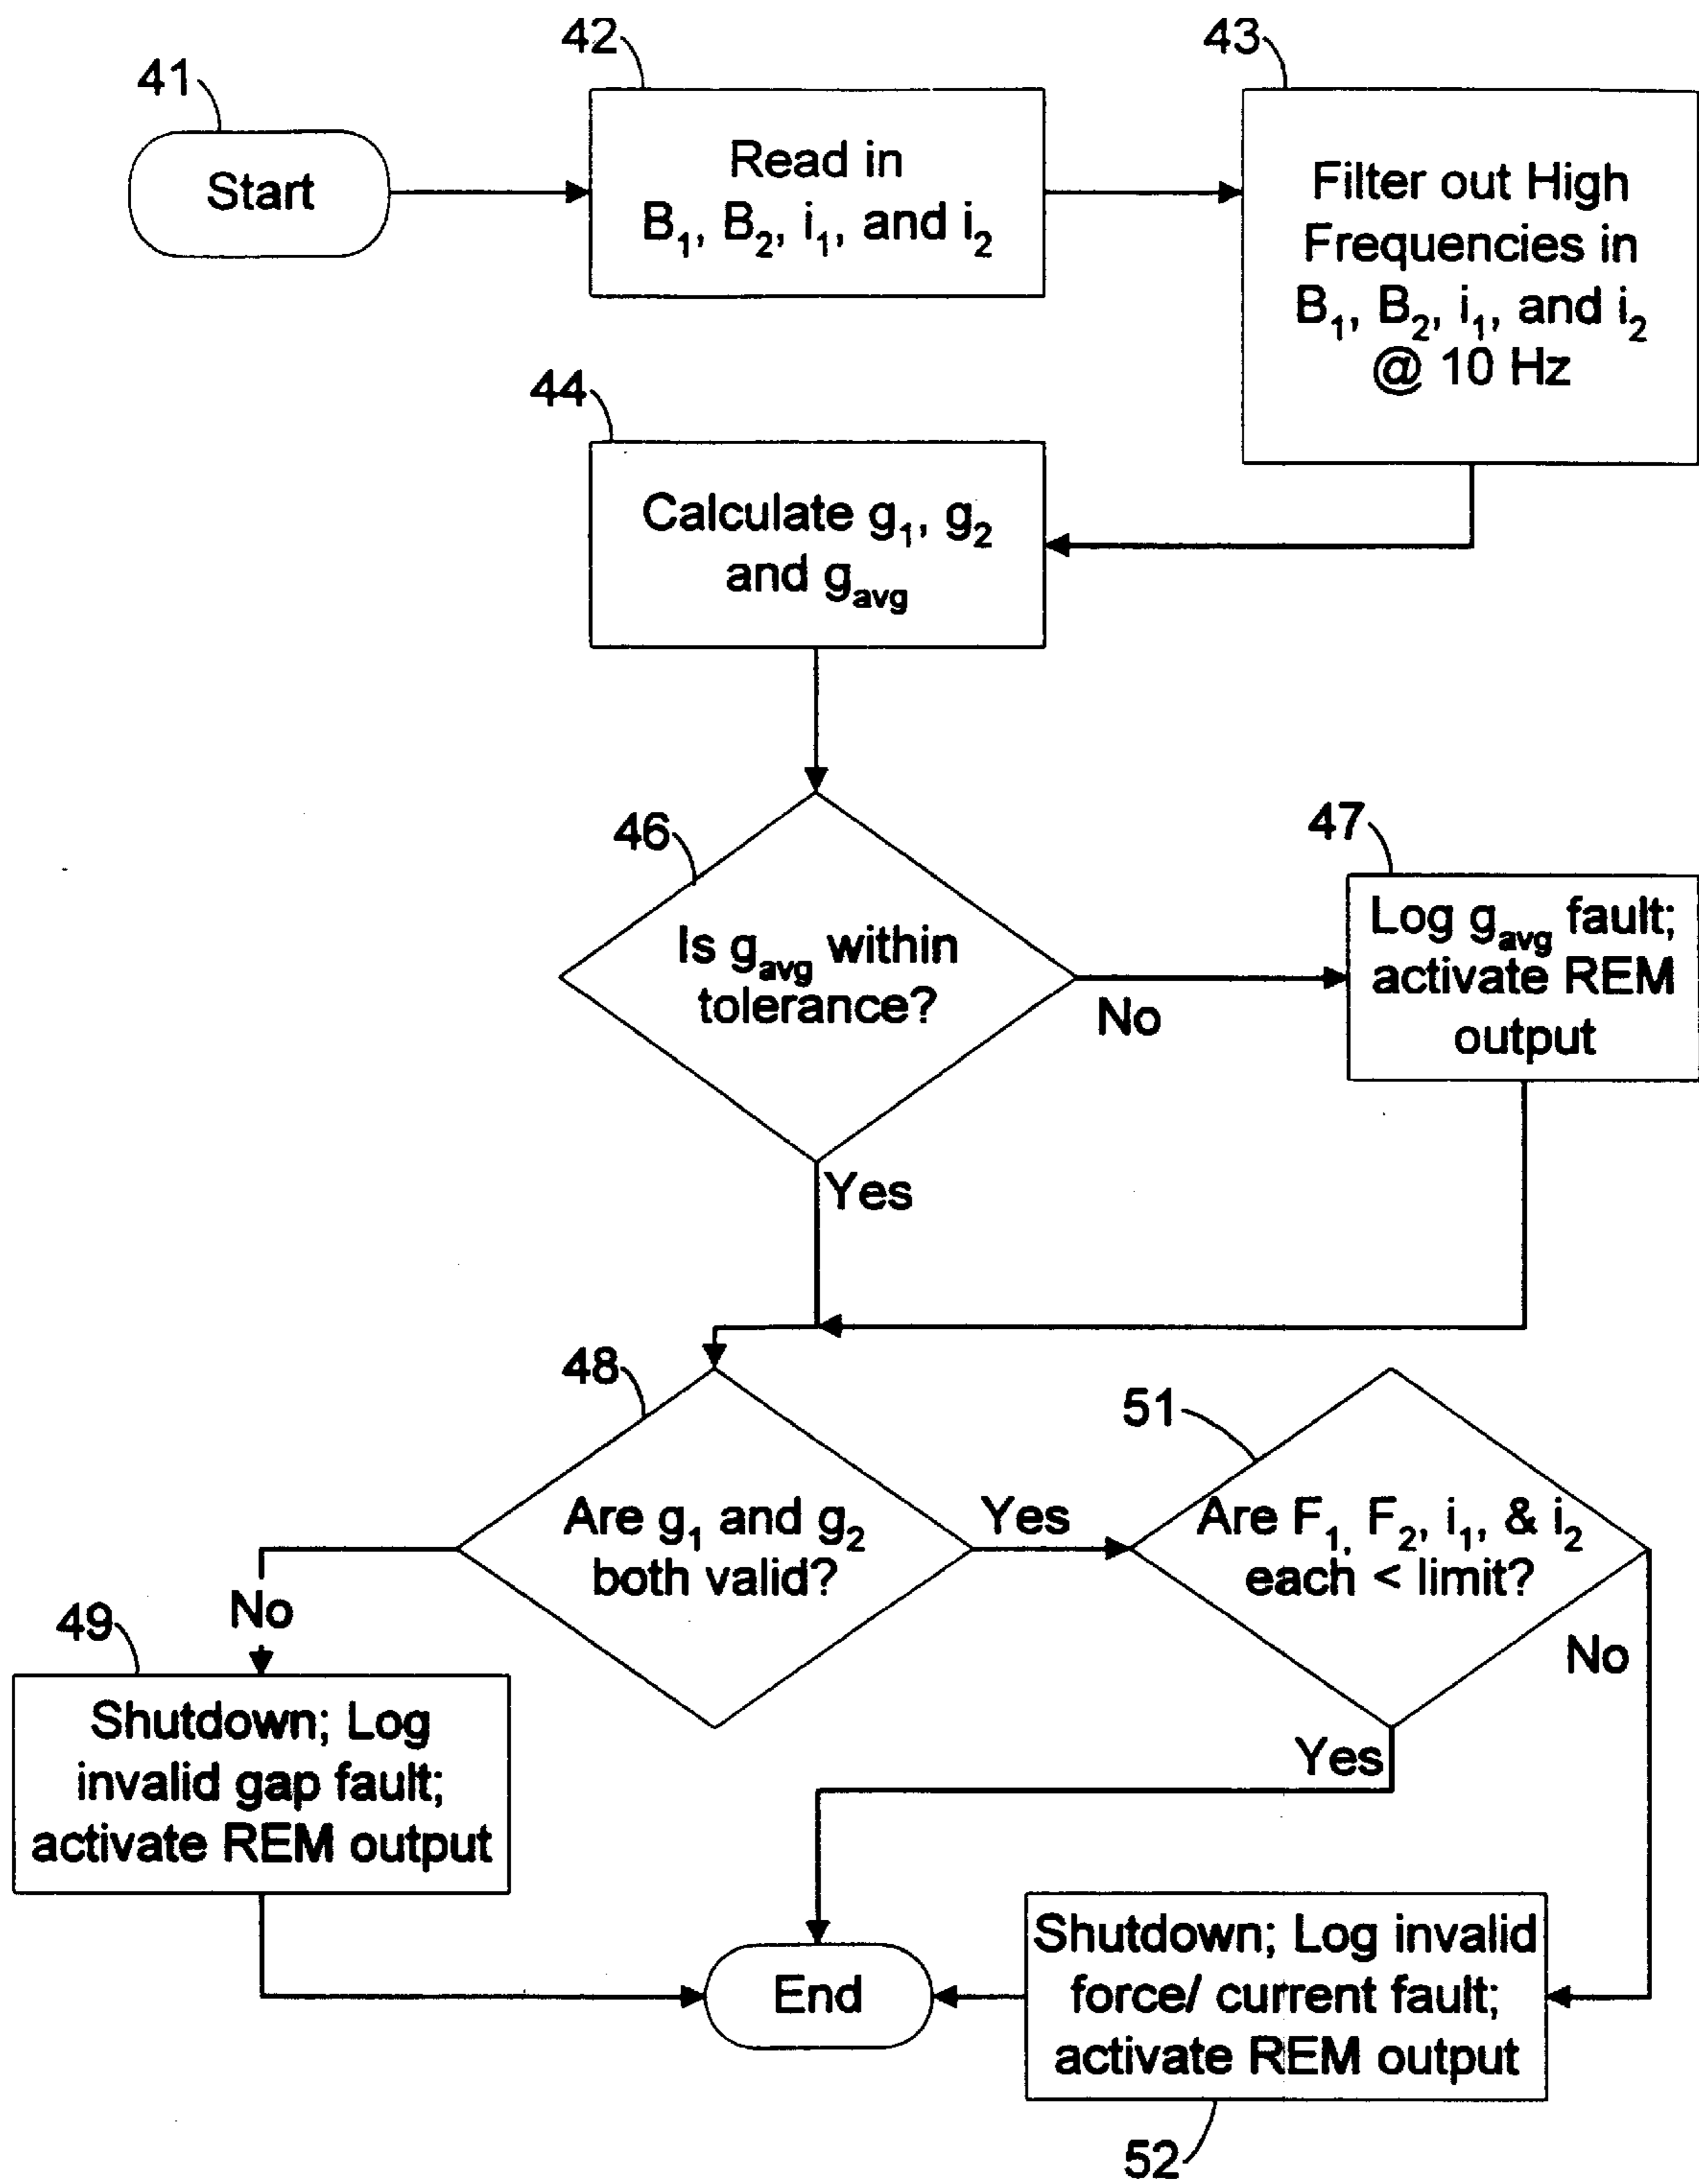 41
Start
42
Read in
B₁, B₂, i₁, and i₂
43
Filter out High
Frequencies in
B₁, B₂, i₁, and i₂
@ 10 Hz
44
Calculate g₁, g₂
and g_avg
46
Is g_avg within
tolerance?
No
Yes
47
Log g_avg fault;
activate REM
output
48
Are g₁ and g₂
both valid?
Yes
No
51
Are F₁, F₂, i₁, & i₂
each < limit?
No
Yes
49
Shutdown; Log
invalid gap fault;
activate REM output
End
Shutdown; Log invalid
force/ current fault;
activate REM output
52